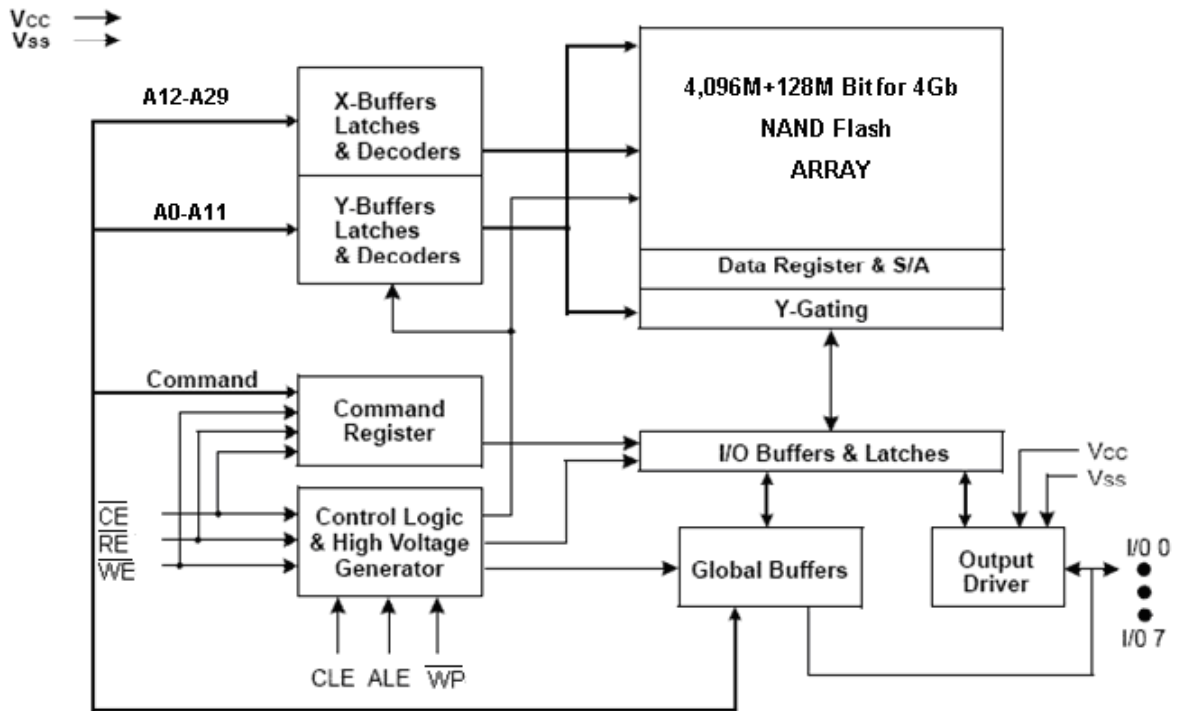 Vcc
Vss
A12-A29
X-Buffers
Latches
& Decoders
4,096M+128M Bit for 4Gb
NAND Flash
ARRAY
A0-A11
Y-Buffers
Latches
& Decoders
Data Register & S/A
Y-Gating
Command
Command
Register
I/O Buffers & Latches
Vcc
Vss
CE
RE
WE
Control Logic
& High Voltage
Generator
Global Buffers
Output
Driver
I/0 0
I/0 7
CLE ALE WP